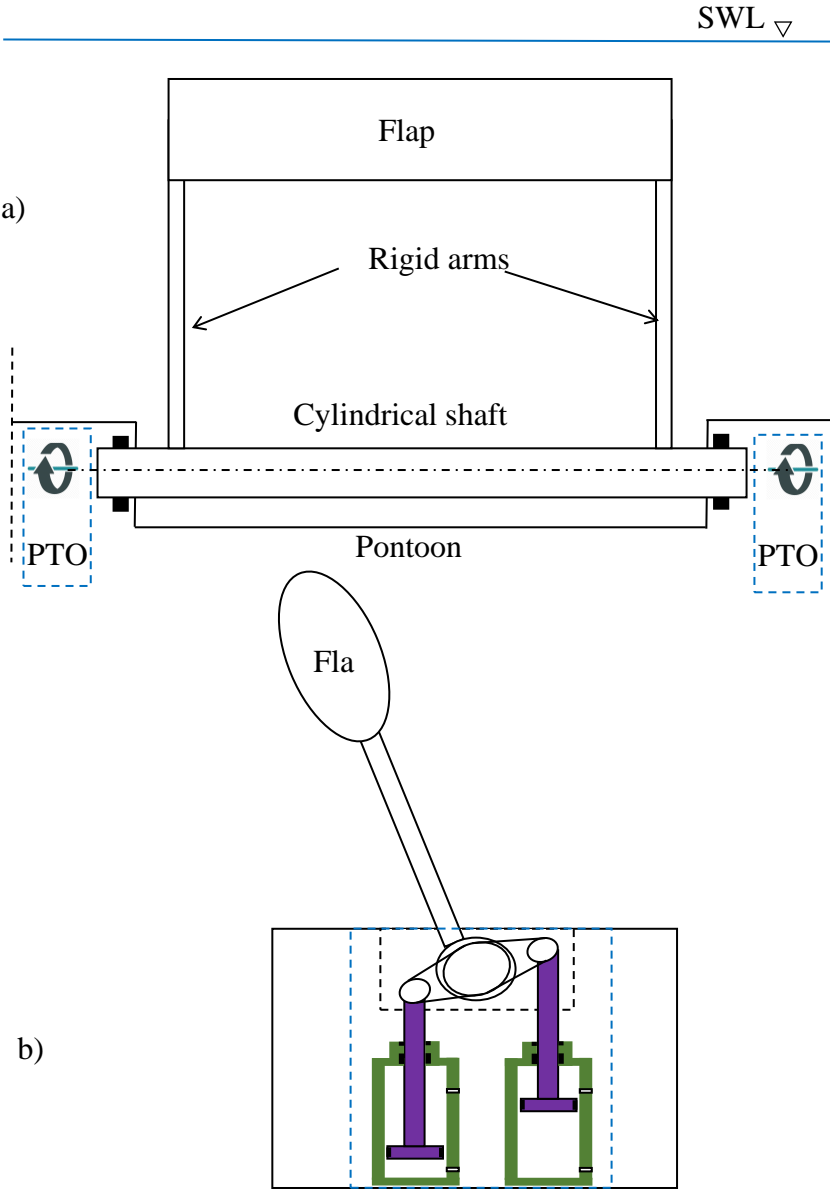 SWL
Flap
a)
Rigid arms
Cylindrical shaft
PTO
Pontoon
PTO
Fla
b)